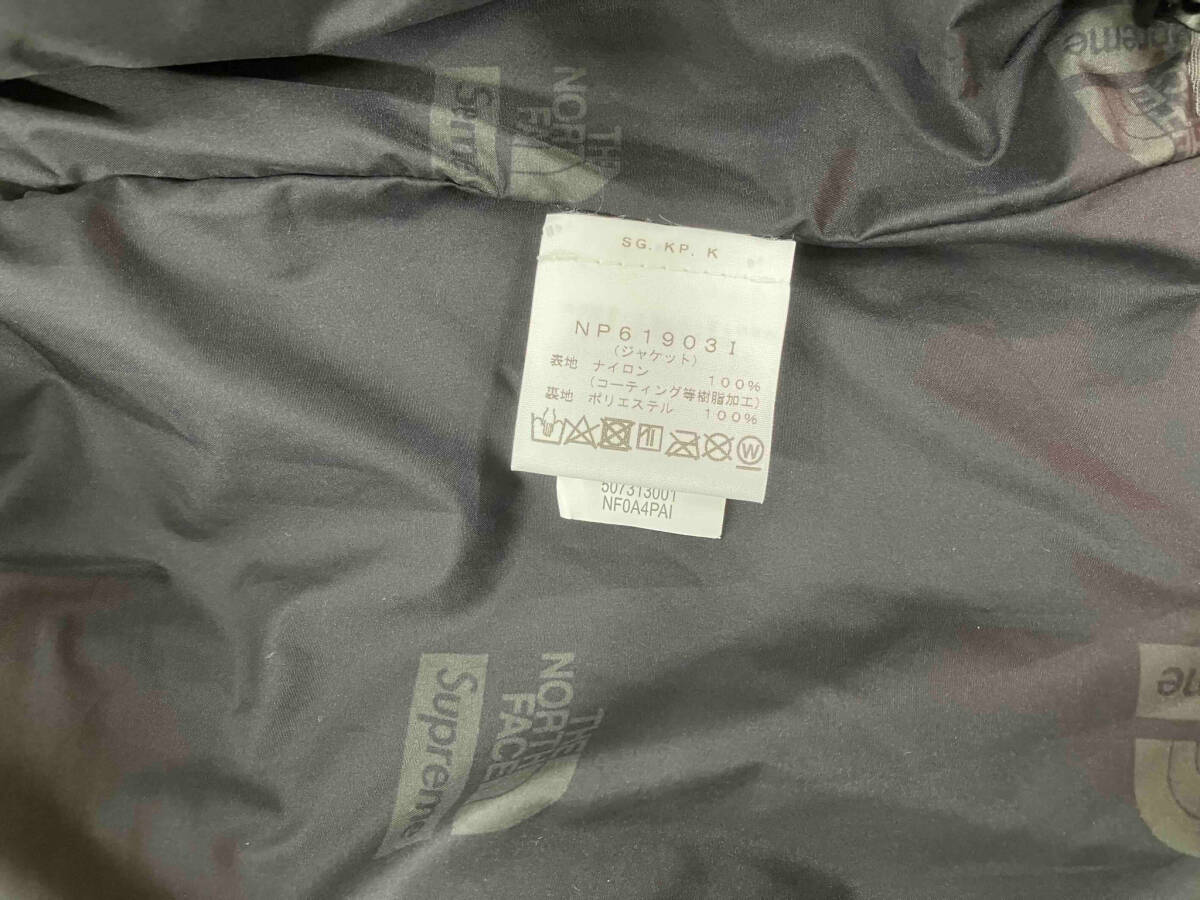 THE
NORTH
FACE
Supreme
SG. KP. K
NP61903I
(ジャケット)
表地 ナイロン 100%
(コーティング等樹脂加工)
裏地 ポリエステル 100%
W
507313001
NF0A4PAI
THE
NORTH
FACE
Supreme